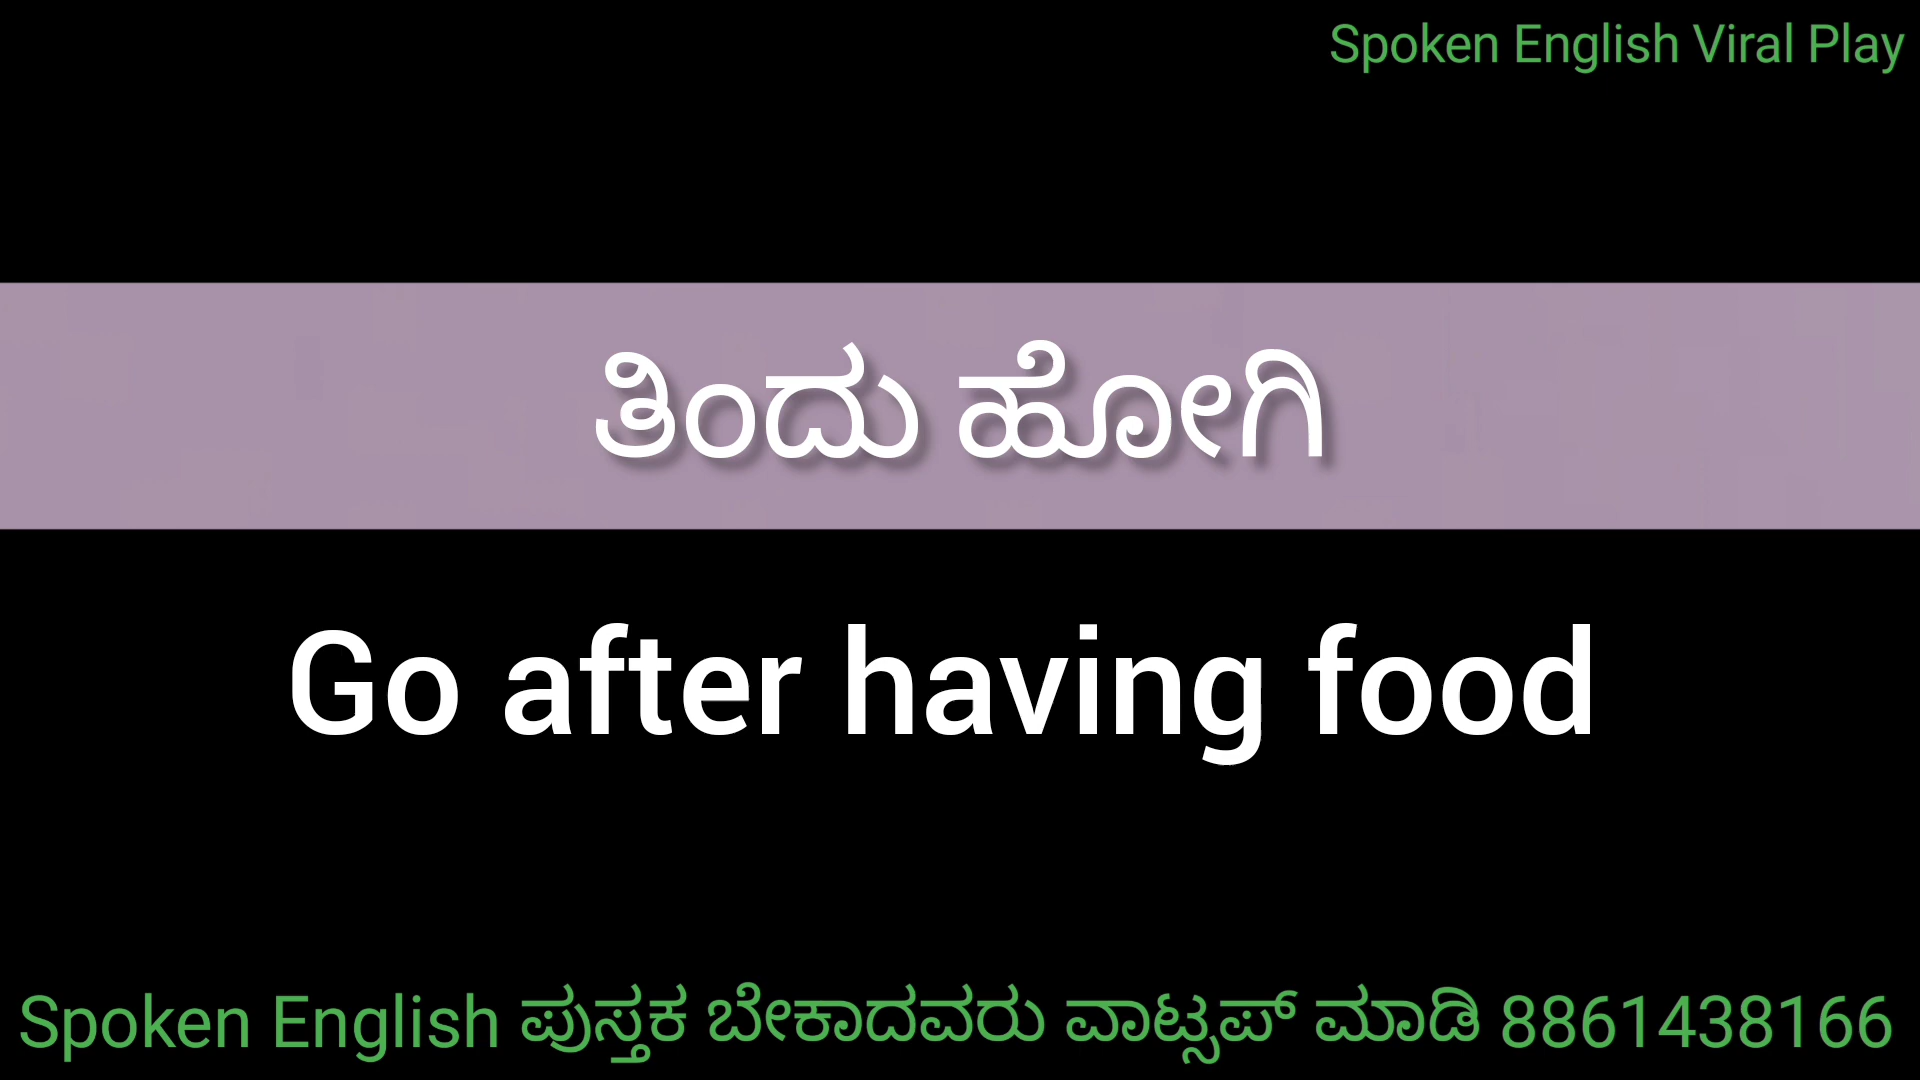 Spoken English Viral Play
ತಿಂದು ಹೋಗಿ
Go after having food
Spoken English ಪುಸ್ತಕ ಬೇಕಾದವರು ವಾಟ್ಸಪ್ ಮಾಡಿ 8861438166